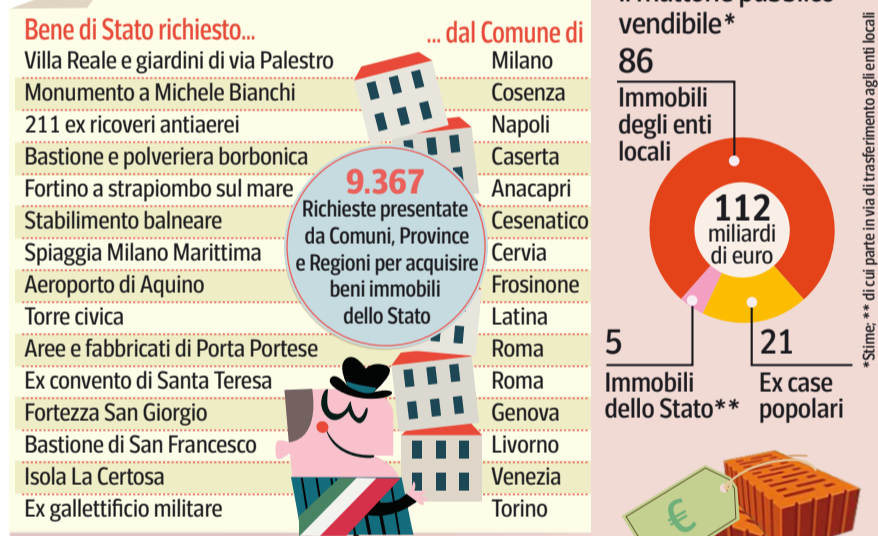 Bene di Stato richiesto... ... dal Comune di
Villa Reale e giardini di via Palestro Milano
Monumento a Michele Bianchi Cosenza
211 ex ricoveri antiaerei Napoli
Bastione e polveriera borbonica Caserta
Fortino a strapiombo sul mare Anacapri
Stabilimento balneare Cesenatico
Spiaggia Milano Marittima Cervia
Aeroporto di Aquino Frosinone
Torre civica Latina
Aree e fabbricati di Porta Portese Roma
Ex convento di Santa Teresa Roma
Fortezza San Giorgio Genova
Bastione di San Francesco Livorno
Isola La Certosa Venezia
Ex gallettificio militare Torino
9.367
Richieste presentate
da Comuni, Province
e Regioni per acquisire
beni immobili
dello Stato
Il mattone pubblico
vendibile*
86
Immobili
degli enti
locali
112
miliardi
di euro
5
Immobili
dello Stato**
21
Ex case
popolari
*Stime; ** di cui parte in via di trasferimento agli enti locali
€